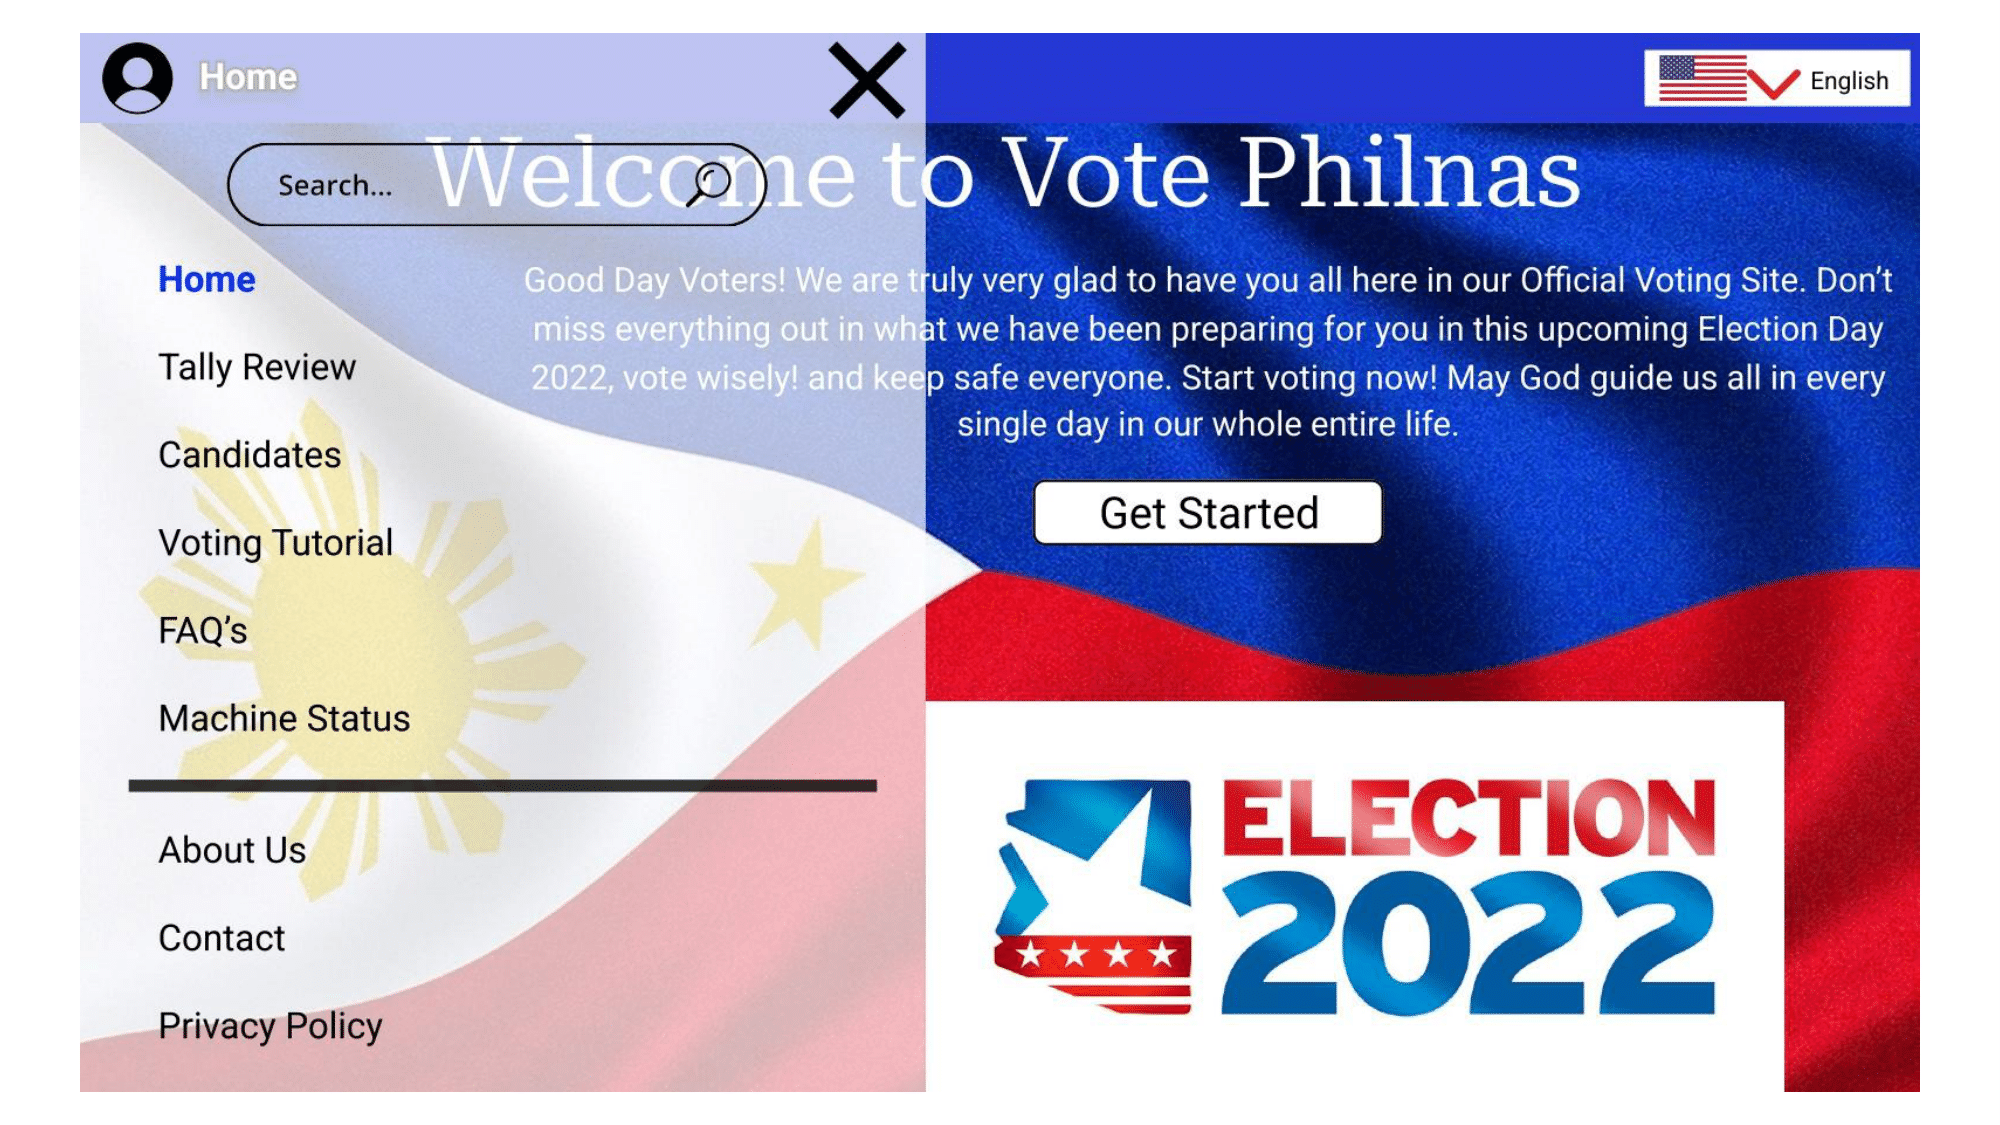 Home
English
Welcome to Vote Philnas
Search...
Good Day Voters! We are truly very glad to have you all here in our Official Voting Site. Don’t
miss everything out in what we have been preparing for you in this upcoming Election Day
2022, vote wisely! and keep safe everyone. Start voting now! May God guide us all in every
single day in our whole entire life.
Get Started
Home
Tally Review
Candidates
Voting Tutorial
FAQ’s
Machine Status
About Us
Contact
Privacy Policy
ELECTION
2022